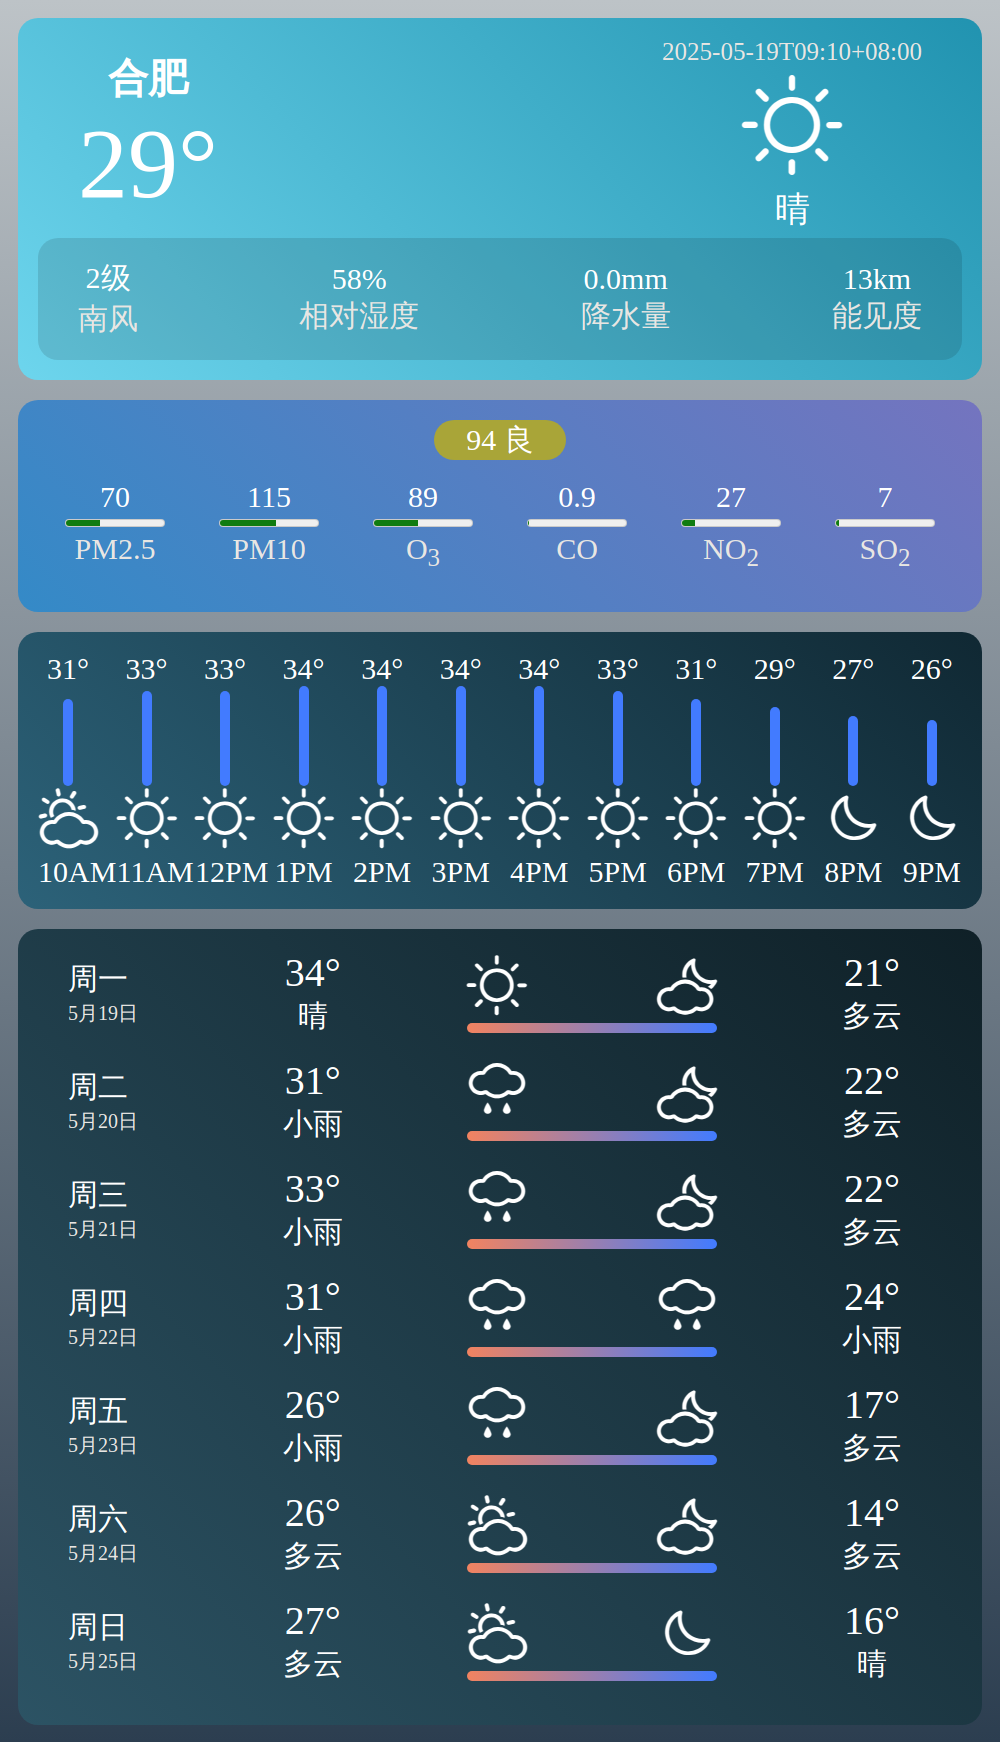 合肥
29°
2025-05-19T09:10+08:00
晴
2级 58% 0.0mm 13km
南风 相对湿度 降水量 能见度
94 良
70 115 89 0.9 27 7
PM2.5 PM10 O3 CO NO2 SO2
31° 33° 33° 34° 34° 34° 34° 33° 31° 29° 27° 26°
10AM 11AM 12PM 1PM 2PM 3PM 4PM 5PM 6PM 7PM 8PM 9PM
周一 34° 21°
5月19日 晴 多云
周二 31° 22°
5月20日 小雨 多云
周三 33° 22°
5月21日 小雨 多云
周四 31° 24°
5月22日 小雨 小雨
周五 26° 17°
5月23日 小雨 多云
周六 26° 14°
5月24日 多云 多云
周日 27° 16°
5月25日 多云 晴